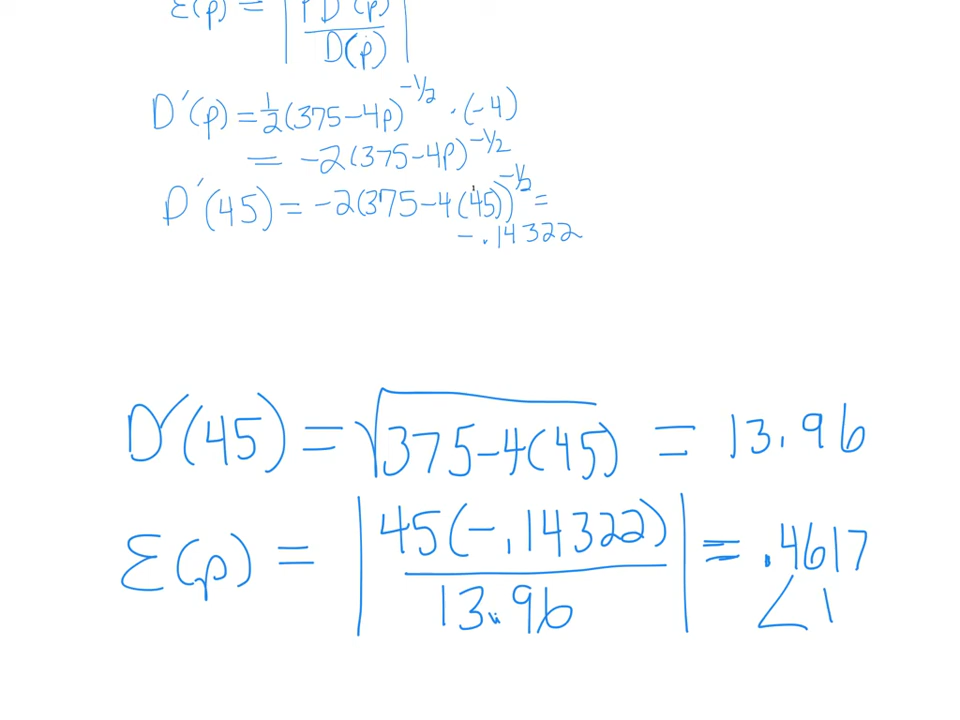 ε(p) = |pD'(p)/D(p)|
D'(p) = 1/2(375-4p)^-1/2 · (-4)
= -2(375-4p)^-1/2
D'(45) = -2(375-4(45))^-1/2 =
-.14322
D'(45) = √375-4(45) = 13.96
ε(p) = |45(-.14322)/13.96| = .4617
<1